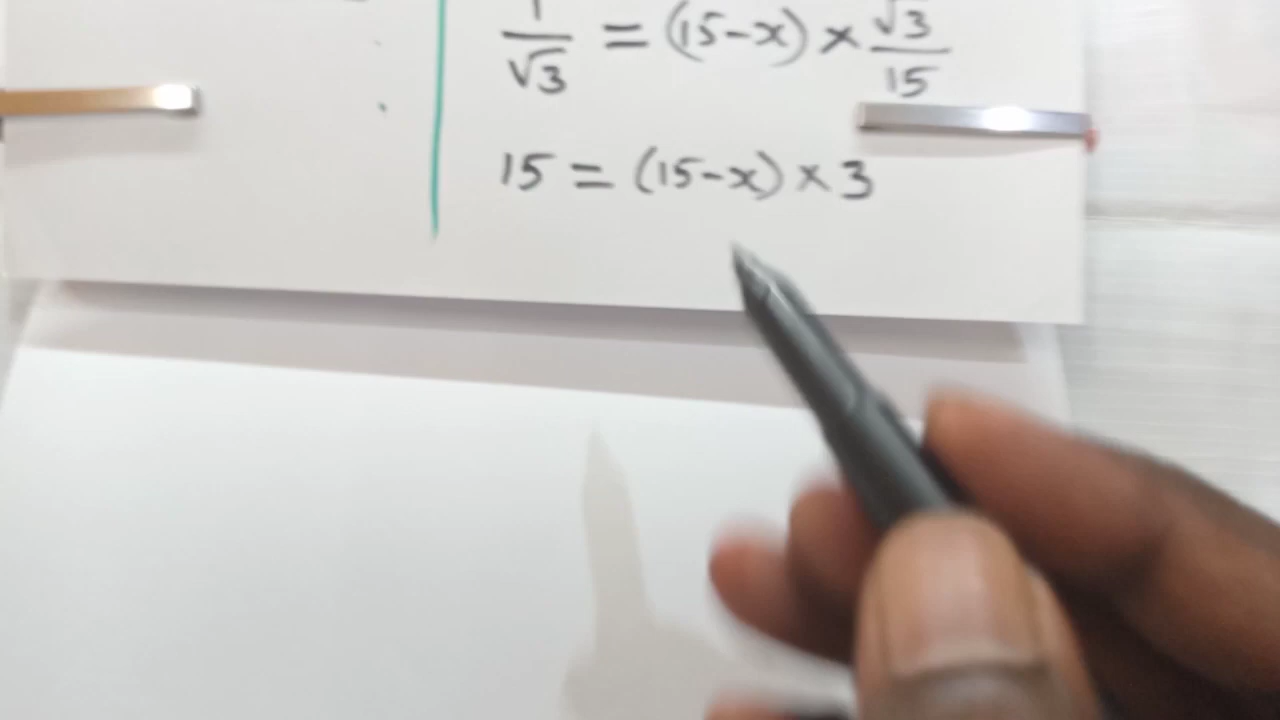 1/√3 = (15-x) × √3/15
15 = (15-x) × 3